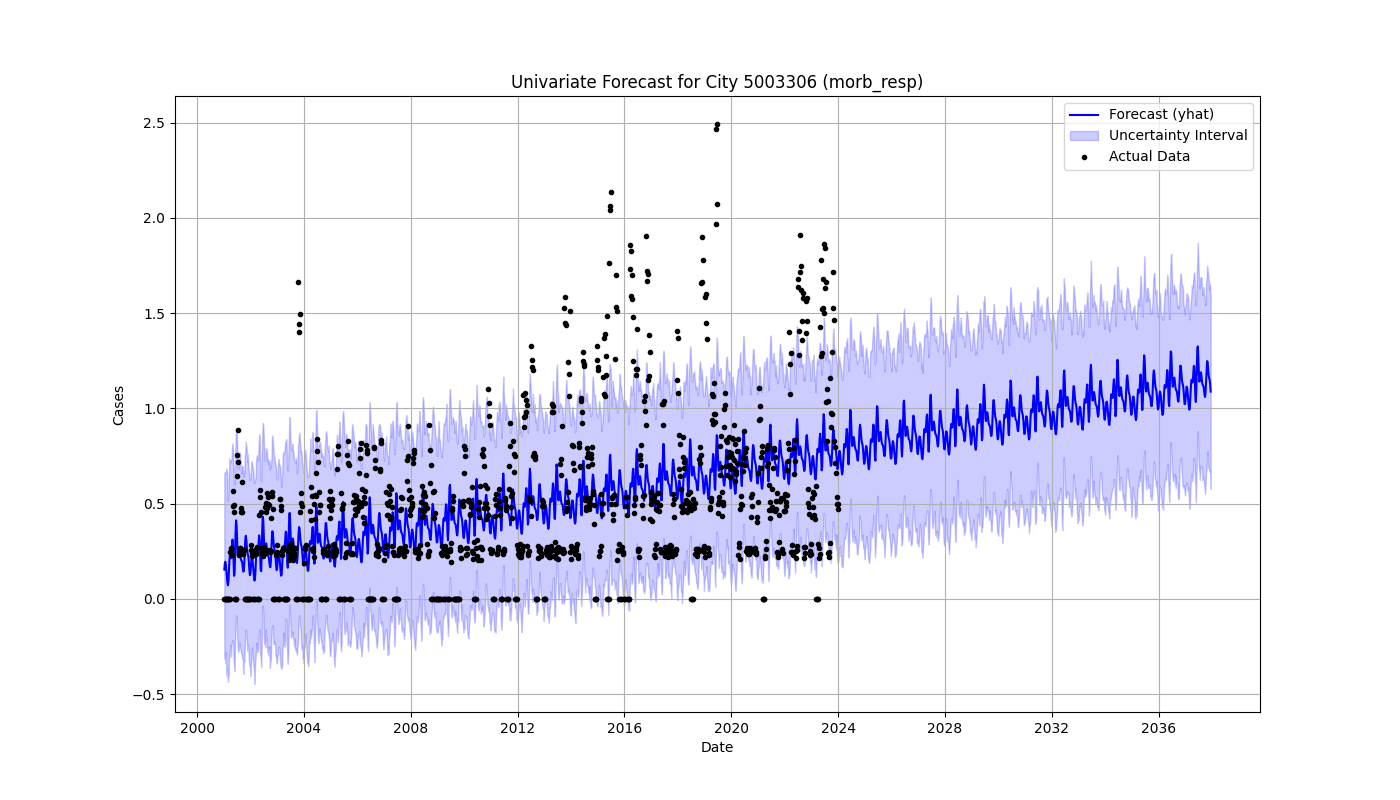 Univariate Forecast for City 5003306 (morb_resp)
Forecast (yhat)
Uncertainty Interval
Actual Data
Cases
2.5
2.0
1.5
1.0
0.5
0.0
−0.5
2000 2004 2008 2012 2016 2020 2024 2028 2032 2036
Date